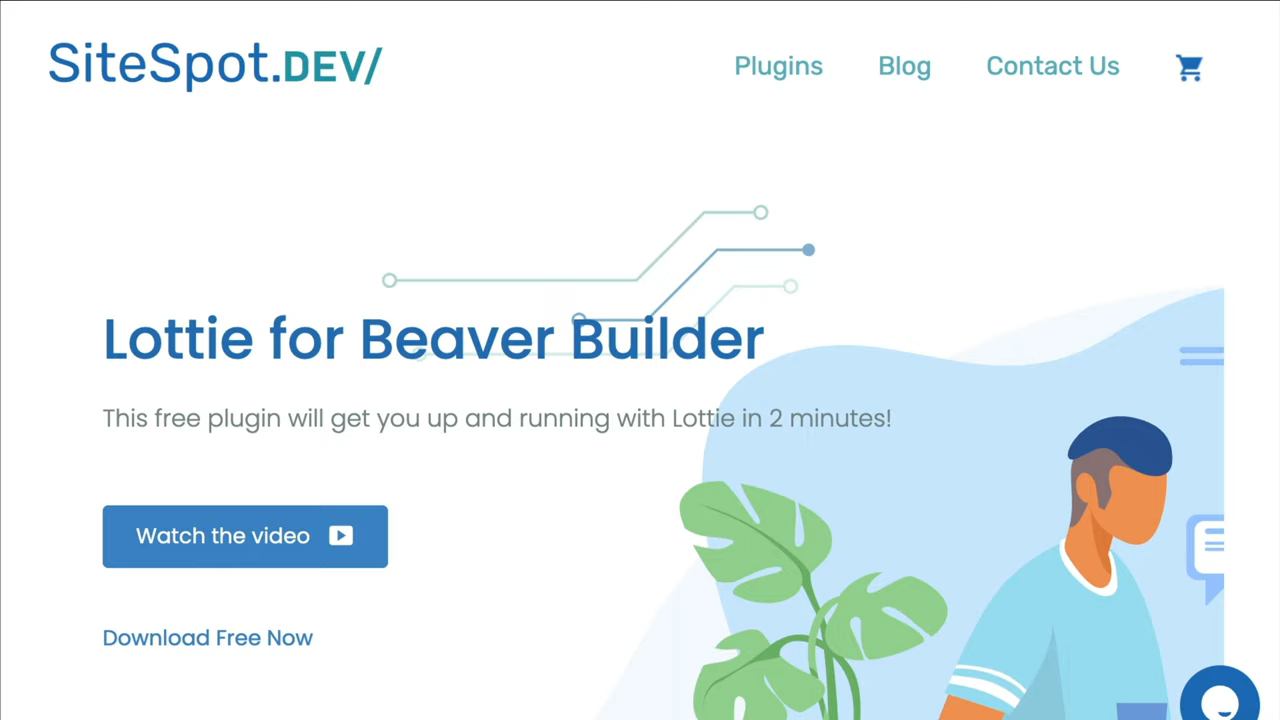 SiteSpot.DEV/
Plugins
Blog
Contact Us
Lottie for Beaver Builder
This free plugin will get you up and running with Lottie in 2 minutes!
Watch the video
Download Free Now